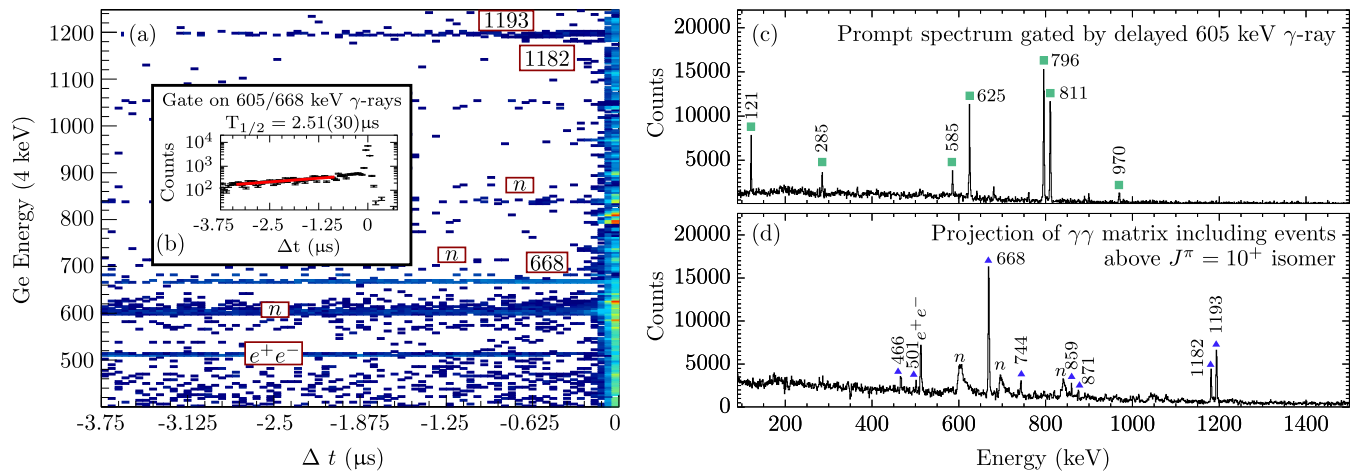 (a)
1193
1182
Gate on 605/668 keV γ-rays
T1/2 = 2.51(30)μs
Counts
10^4
10^3
10^2
-3.75
-2.5
-1.25
0
Δt (μs)
(b)
n
n
668
n
e+e−
Ge Energy (4 keV)
1200
1100
1000
900
800
700
600
500
-3.75
-3.125
-2.5
-1.875
-1.25
-0.625
0
Δ t (μs)
(c)
Prompt spectrum gated by delayed 605 keV γ-ray
Counts
20000
15000
10000
5000
121
285
585
625
796
811
970
(d)
Projection of γγ matrix including events
above Jπ = 10+ isomer
Counts
20000
15000
10000
5000
0
466
501
e+e−
n
668
n
744
n
859
871
1182
1193
200
400
600
800
1000
1200
1400
Energy (keV)